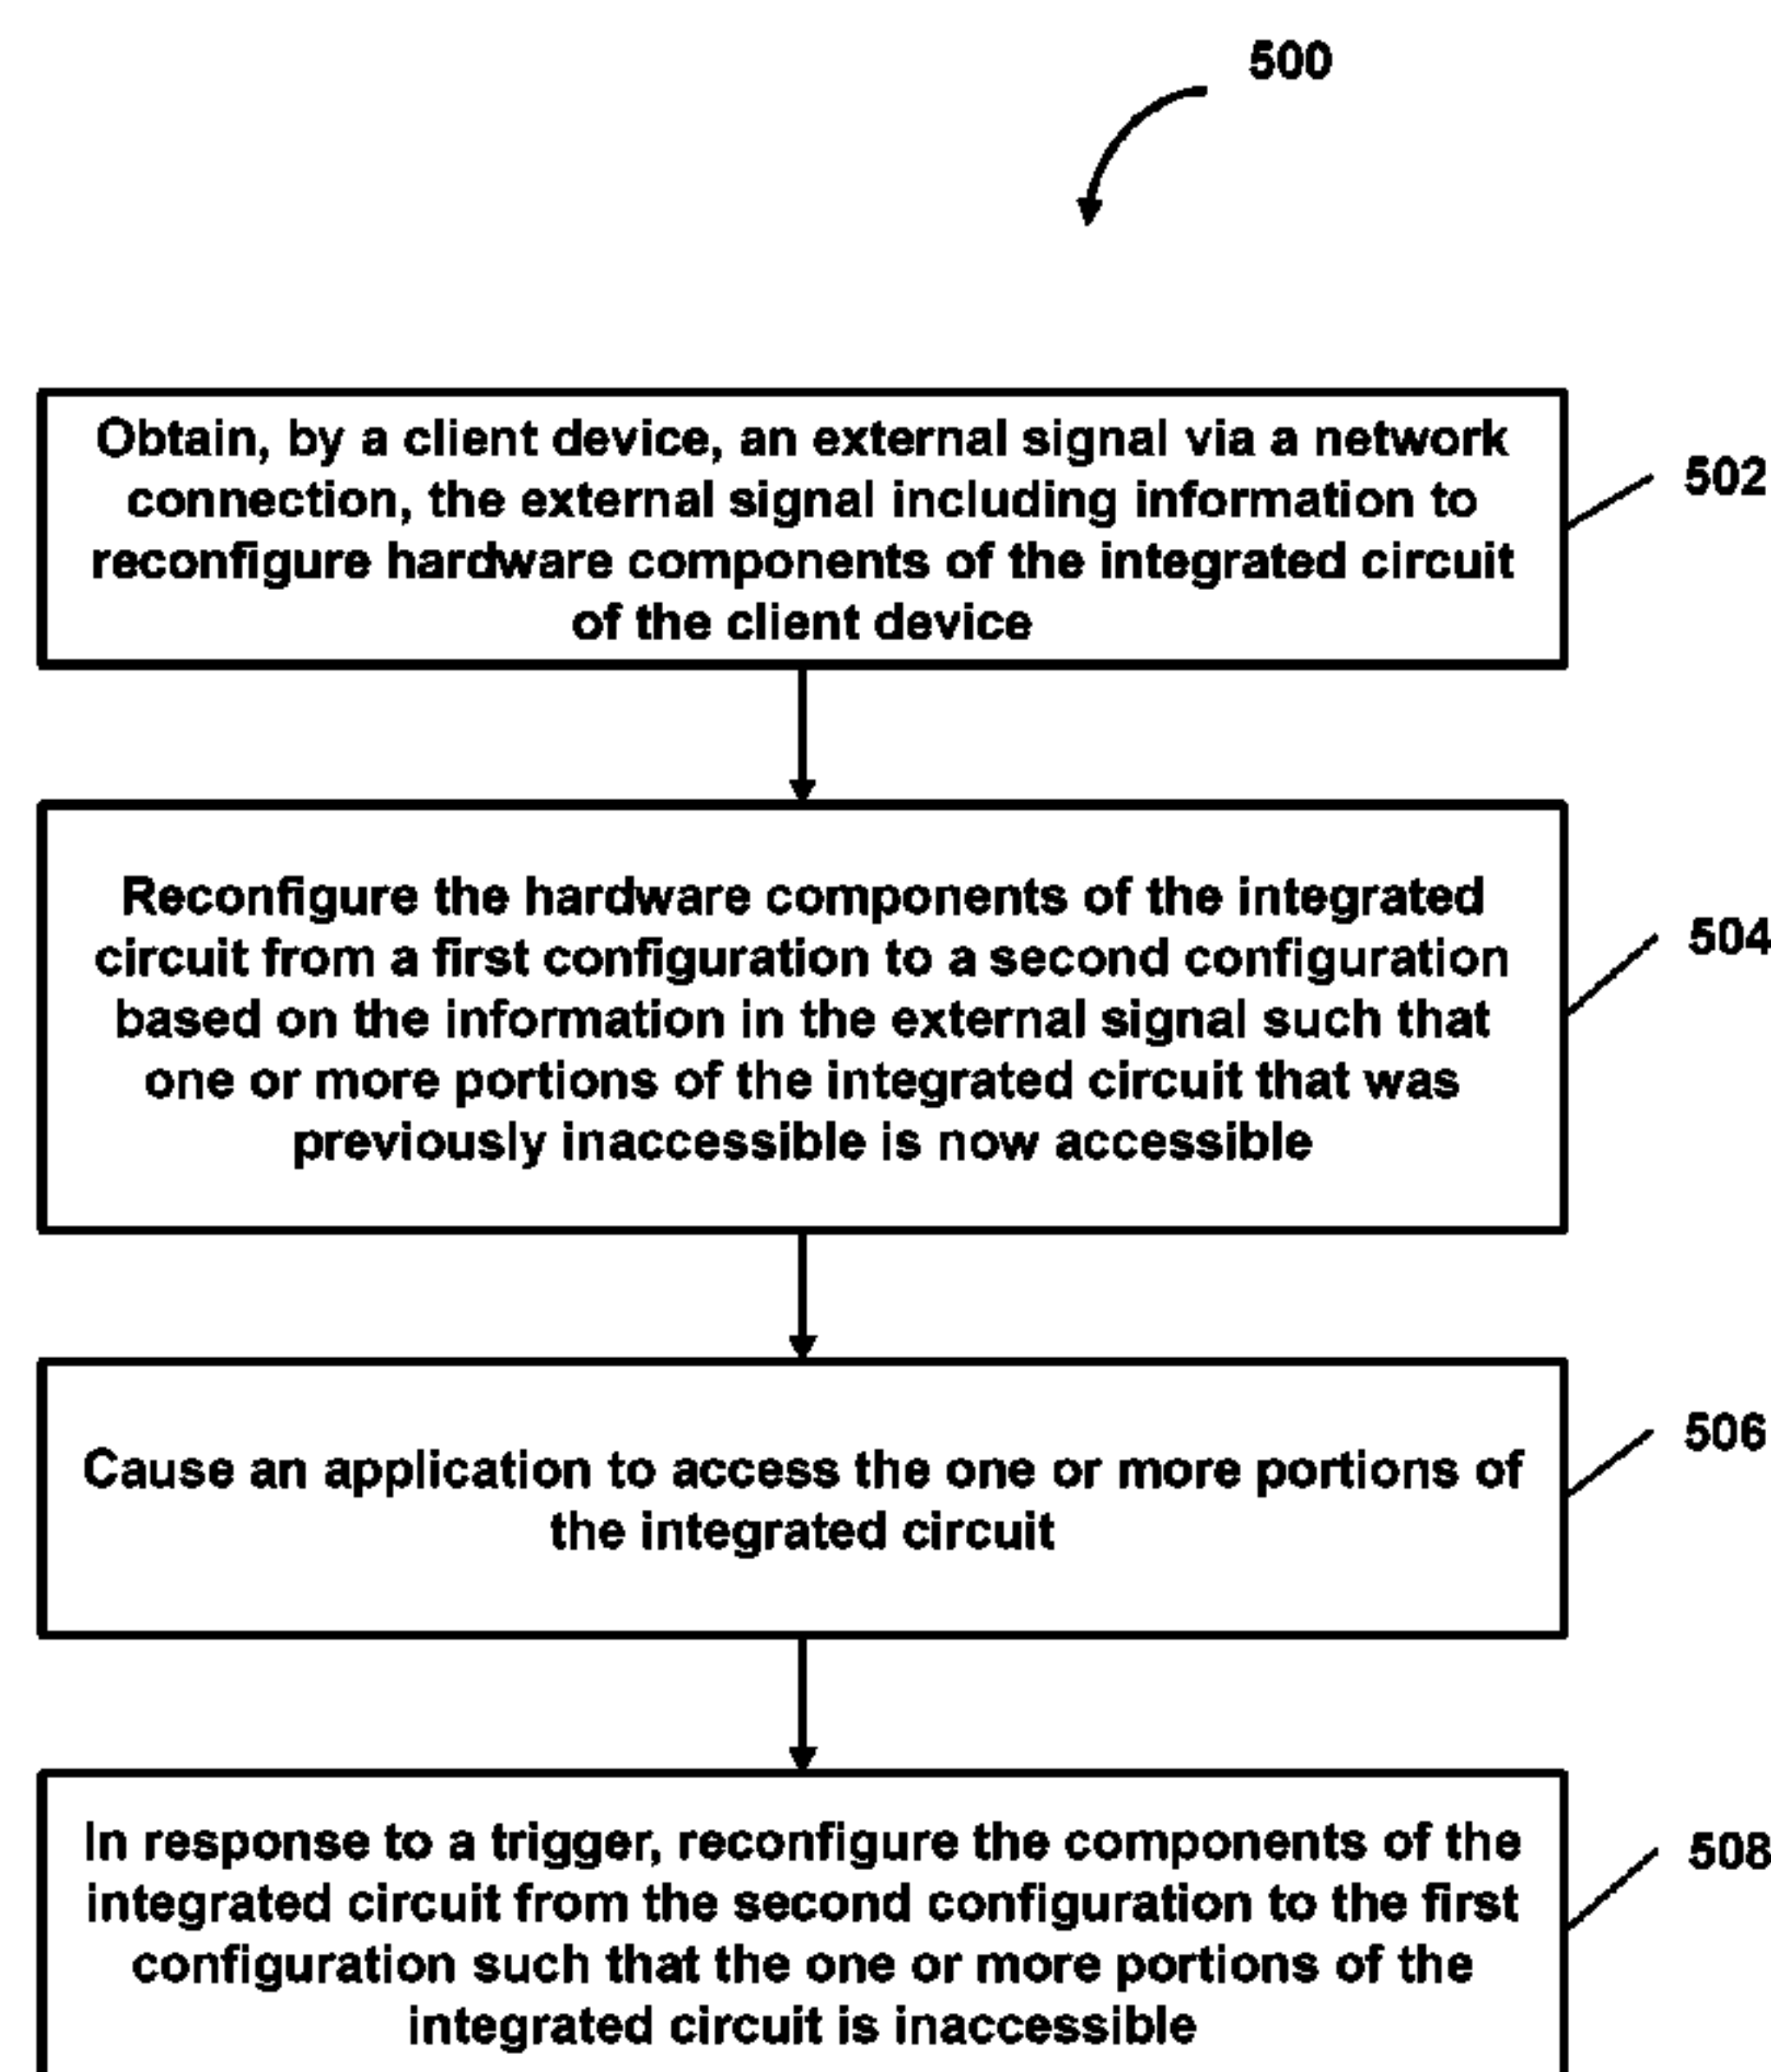 500
Obtain, by a client device, an external signal via a network
connection, the external signal including information to
reconfigure hardware components of the integrated circuit
of the client device
502
Reconfigure the hardware components of the integrated
circuit from a first configuration to a second configuration
based on the information in the external signal such that
one or more portions of the integrated circuit that was
previously inaccessible is now accessible
504
Cause an application to access the one or more portions of
the integrated circuit
506
In response to a trigger, reconfigure the components of the
integrated circuit from the second configuration to the first
configuration such that the one or more portions of the
integrated circuit is inaccessible
508